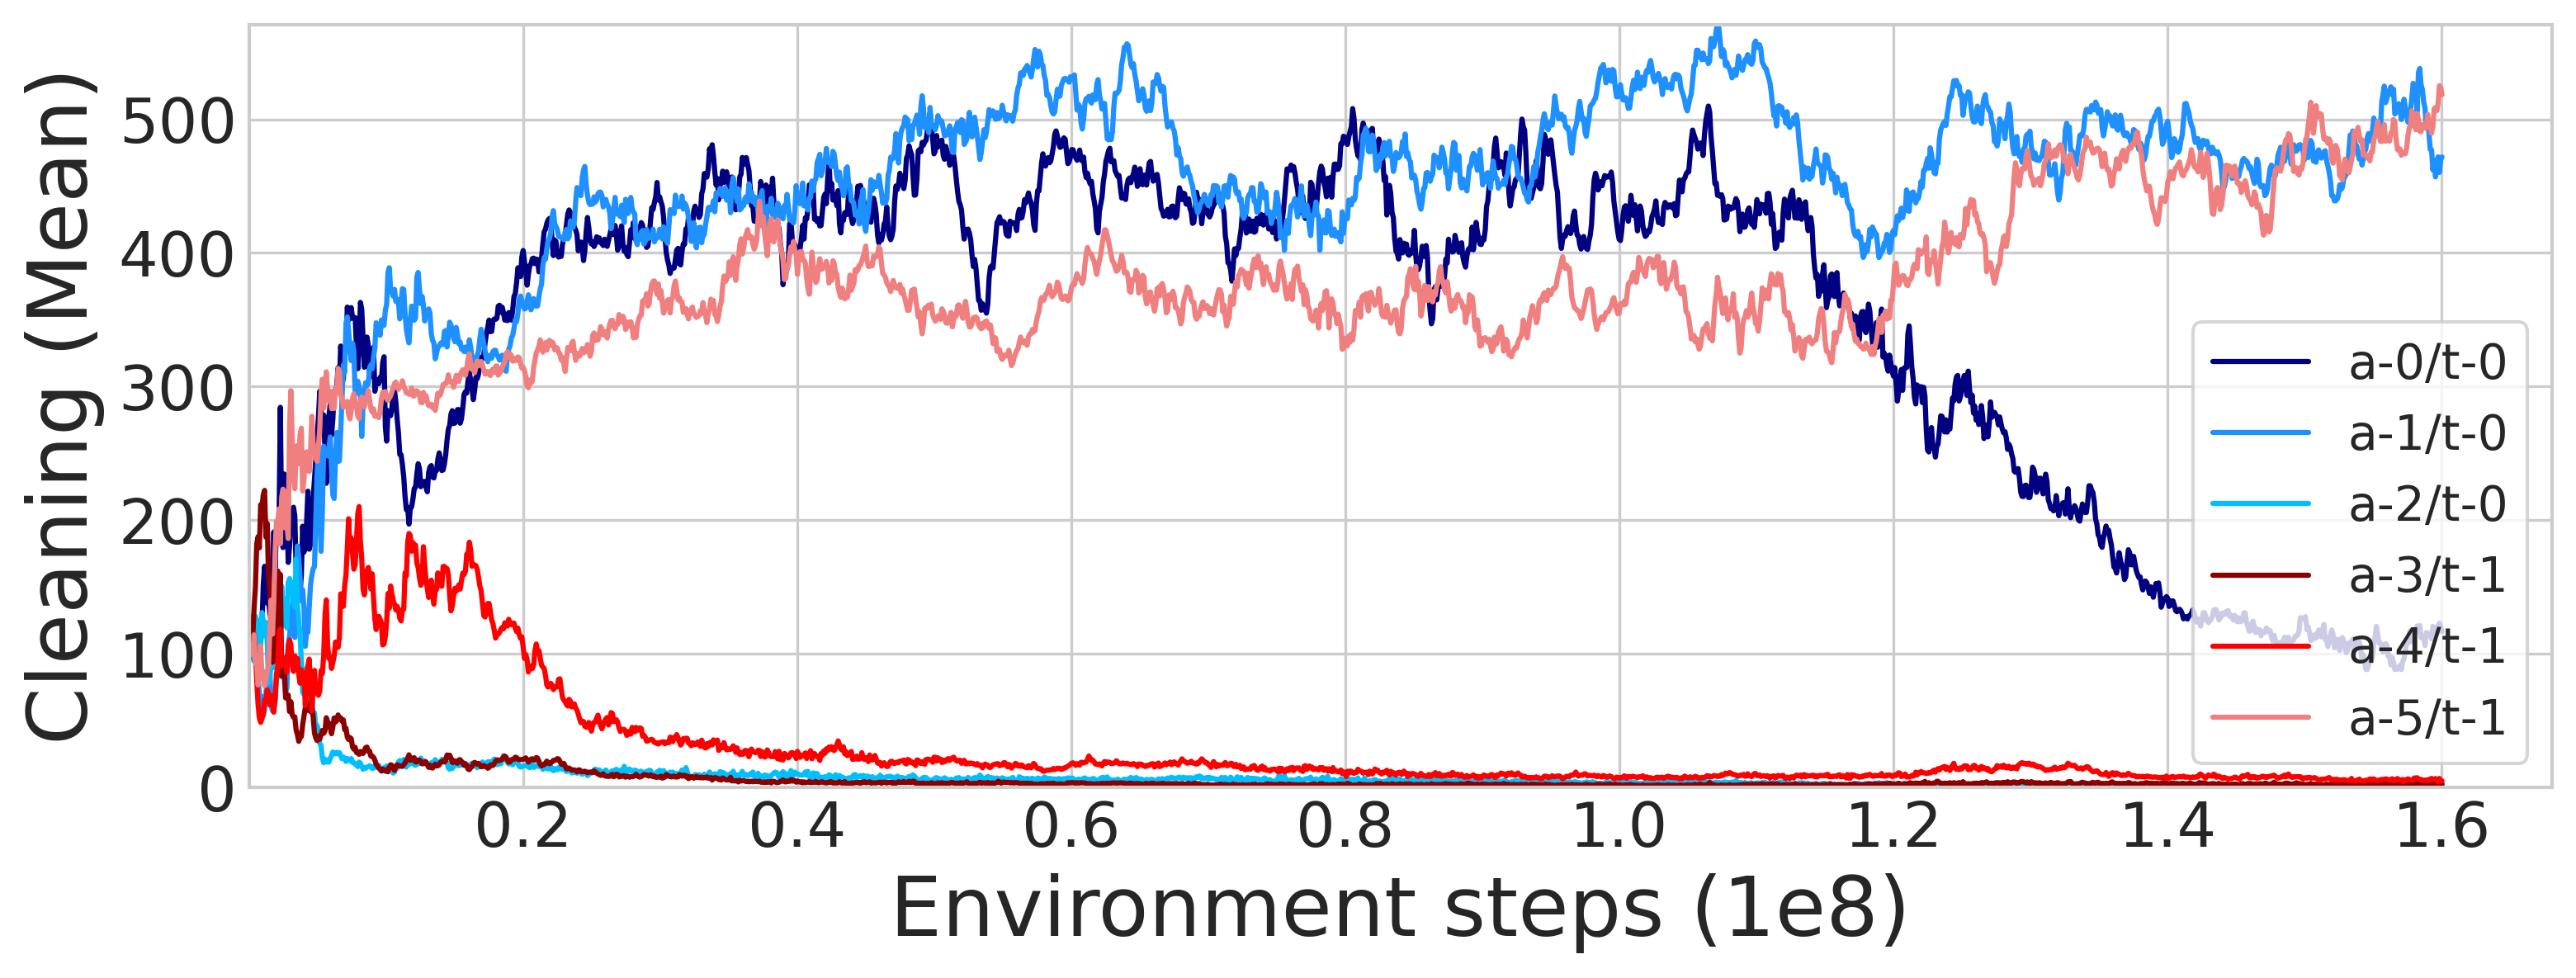 Cleaning (Mean)
500
400
300
200
100
0
0.2 0.4 0.6 0.8 1.0 1.2 1.4 1.6
Environment steps (1e8)
a-0/t-0
a-1/t-0
a-2/t-0
a-3/t-1
a-4/t-1
a-5/t-1